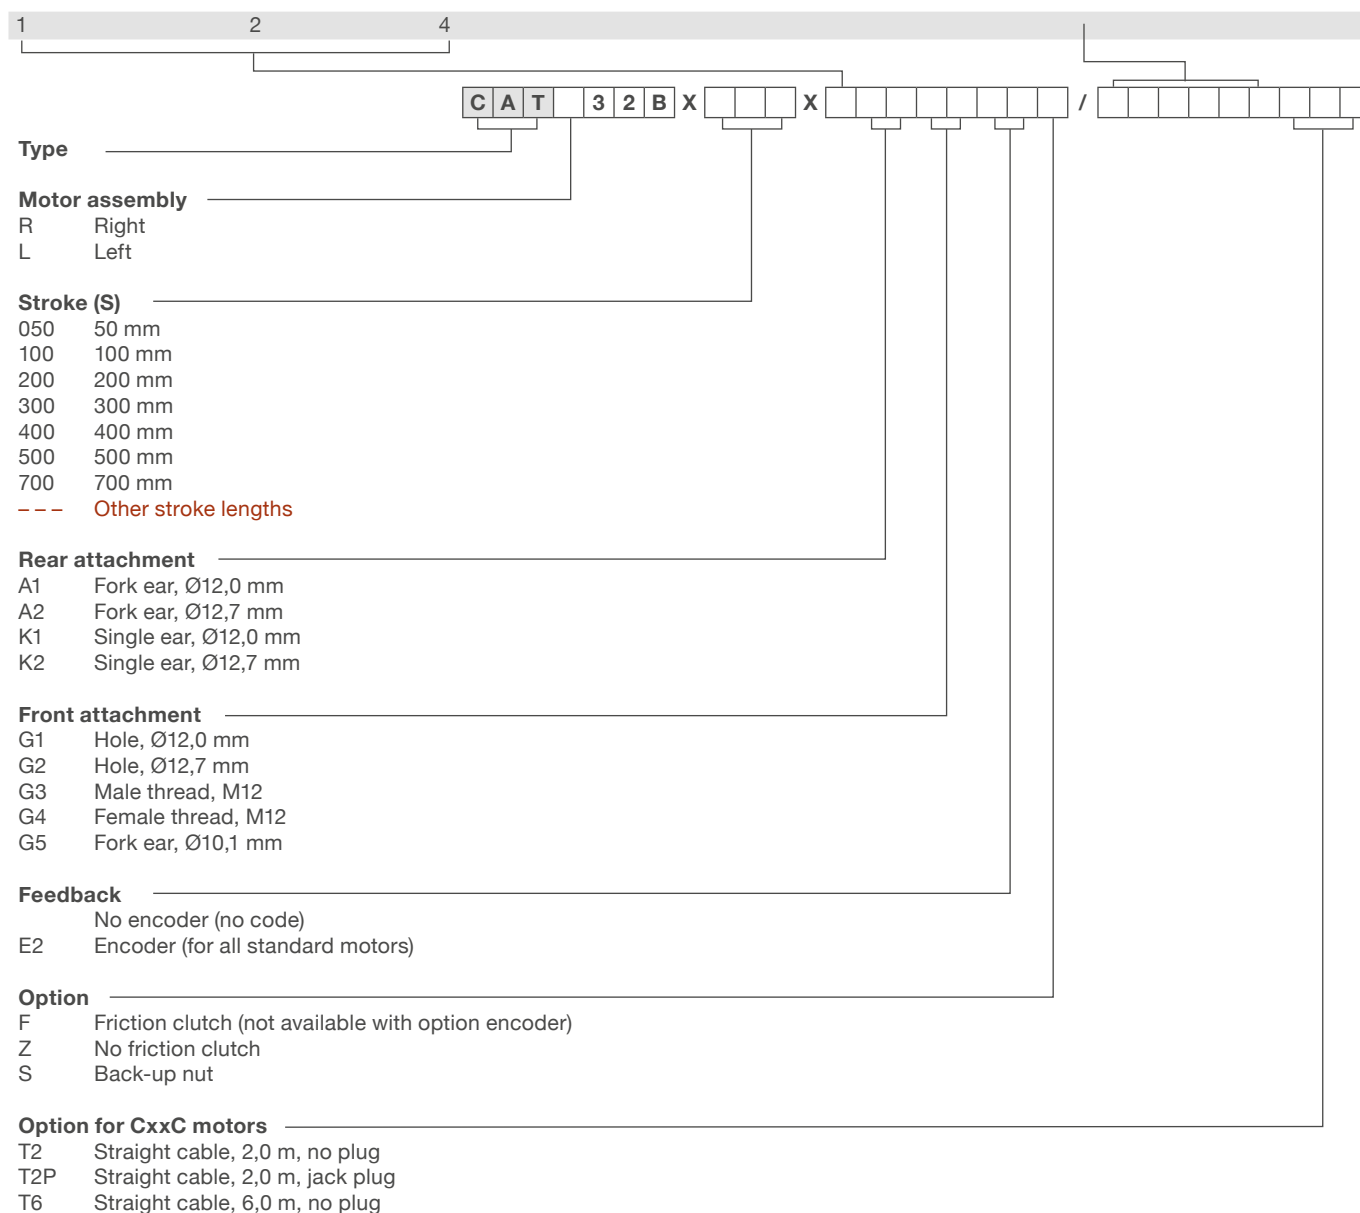 1 2 4
C A T 3 2 B X X /
Type
Motor assembly
R Right
L Left
Stroke (S)
050 50 mm
100 100 mm
200 200 mm
300 300 mm
400 400 mm
500 500 mm
700 700 mm
– – – Other stroke lengths
Rear attachment
A1 Fork ear, Ø12,0 mm
A2 Fork ear, Ø12,7 mm
K1 Single ear, Ø12,0 mm
K2 Single ear, Ø12,7 mm
Front attachment
G1 Hole, Ø12,0 mm
G2 Hole, Ø12,7 mm
G3 Male thread, M12
G4 Female thread, M12
G5 Fork ear, Ø10,1 mm
Feedback
No encoder (no code)
E2 Encoder (for all standard motors)
Option
F Friction clutch (not available with option encoder)
Z No friction clutch
S Back-up nut
Option for CxxC motors
T2 Straight cable, 2,0 m, no plug
T2P Straight cable, 2,0 m, jack plug
T6 Straight cable, 6,0 m, no plug